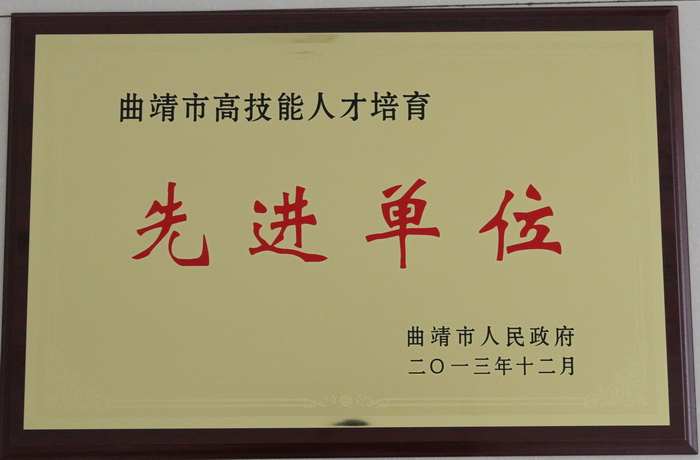 曲靖市高技能人才培育
先进单位
曲靖市人民政府
二〇一三年十二月